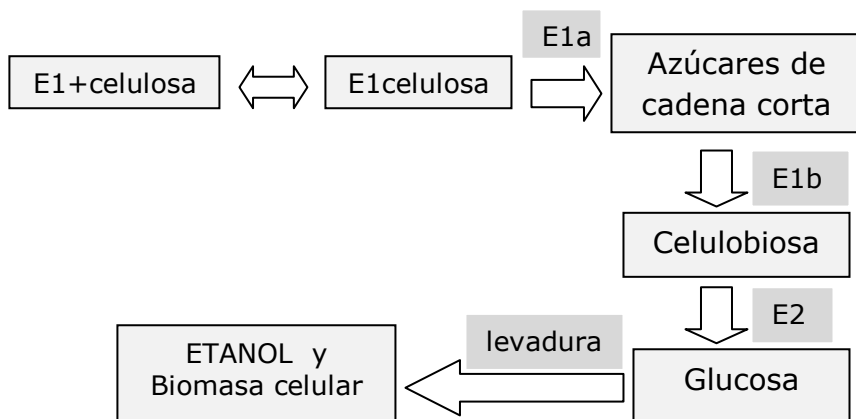 E1+celulosa
E1celulosa
E1a
Azúcares de
cadena corta
E1b
Celulobiosa
E2
Glucosa
levadura
ETANOL y
Biomasa celular